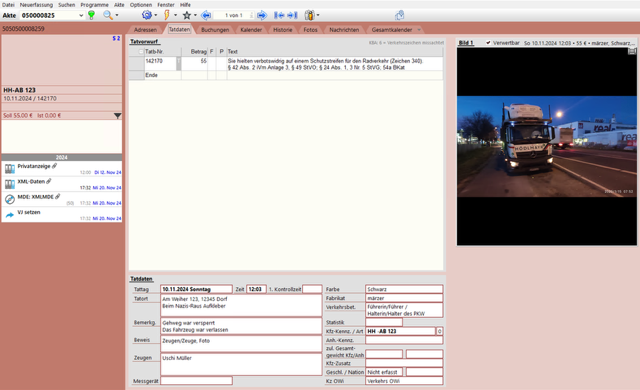 Datei Neuerfassung Suchen Programme Akte Optionen Fenster Hilfe
Akte 050000825 1 von 1
5050500008259
Adressen Tatdaten Buchungen Kalender Historie Fotos Nachrichten Gesamtkalender
S 2
HH-AB 123
10.11.2024 / 142170
Soll 55,00 € Ist 0,00 €
2024
Privatanzeige
12:00 Di 12. Nov 24
XML-Daten
17:32 Mi 20. Nov 24
MDE: XMLMDE
(50) 17:32 Mi 20. Nov 24
VJ setzen
17:32 Mi 20. Nov 24
Tatvorwurf
Tatb-Nr. Betrag F P Text
142170 55 Sie hielten verbotswidrig auf einem Schutzstreifen für den Radverkehr (Zeichen 340).
§ 42 Abs. 2 iVm Anlage 3, § 49 StVO; § 24 Abs. 1, 3 Nr. 5 StVG; 54a BKat
Ende
Bild 1 Verwertbar So 10.11.2024 12:03 • 55 € • märzer, Schwarz,...
Tatdaten
Tattag 10.11.2024 Sonntag Zeit 12:03 1. Kontrollzeit
Tatort Am Weiher 123, 12345 Dorf
Beim Nazis-Raus Aufkleber
Bemerkg. Gehweg war versperrt
Das Fahrzeug war verlassen
Beweis Zeugen/Zeuge, Foto
Zeugen Uschi Müller
Messgerät
Farbe Schwarz
Fabrikat märzer
Verkehrsbet. Führerin/Führer /
Halterin/Halter des PKW
Statistik
Kfz-Kennz. / Art HH -AB 123 0
Anh.-Kennz.
zul. Gesamt-
gewicht Kfz/Anh
Kfz-Zusatz
Geschl. / Nation Nicht erfasst
Kz OWi Verkehrs OWi